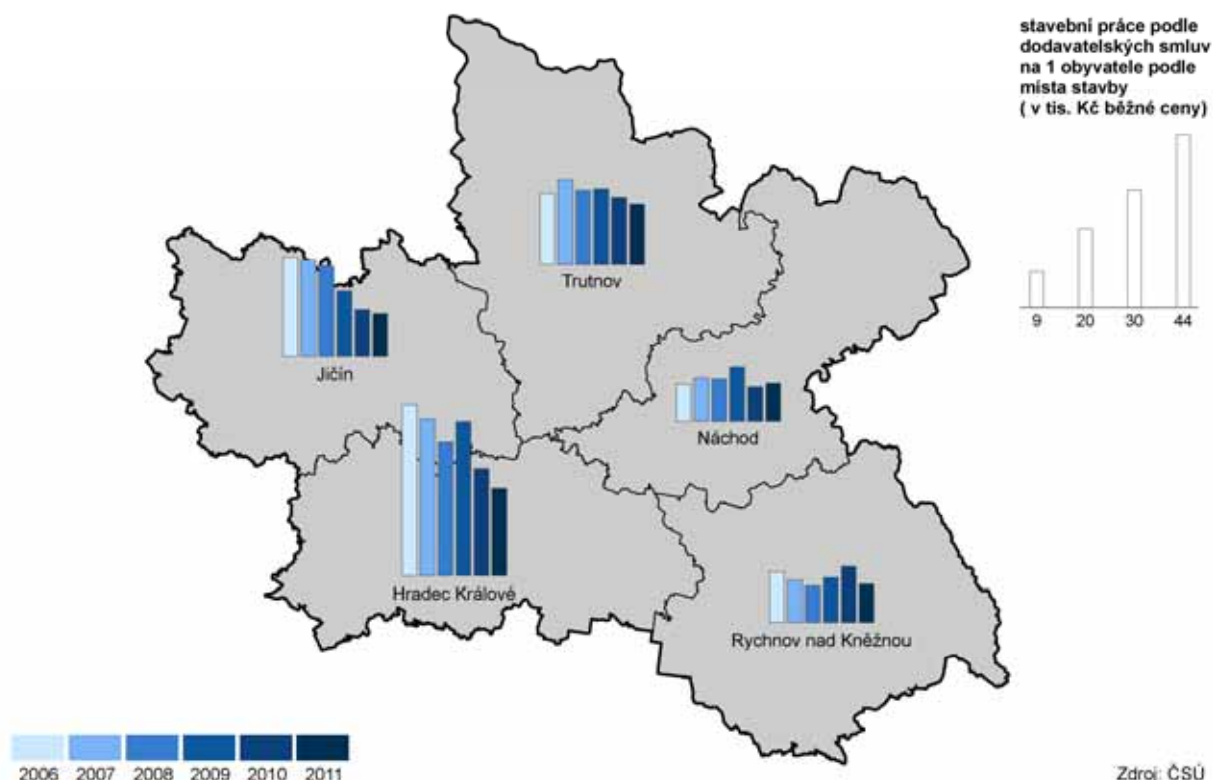 stavební práce podle
dodavatelských smluv
na 1 obyvatele podle
místa stavby
( v tis. Kč běžné ceny)
9 20 30 44
Trutnov
Jičín
Náchod
Hradec Králové
Rychnov nad Kněžnou
2006 2007 2008 2009 2010 2011
Zdroj: ČSÚ